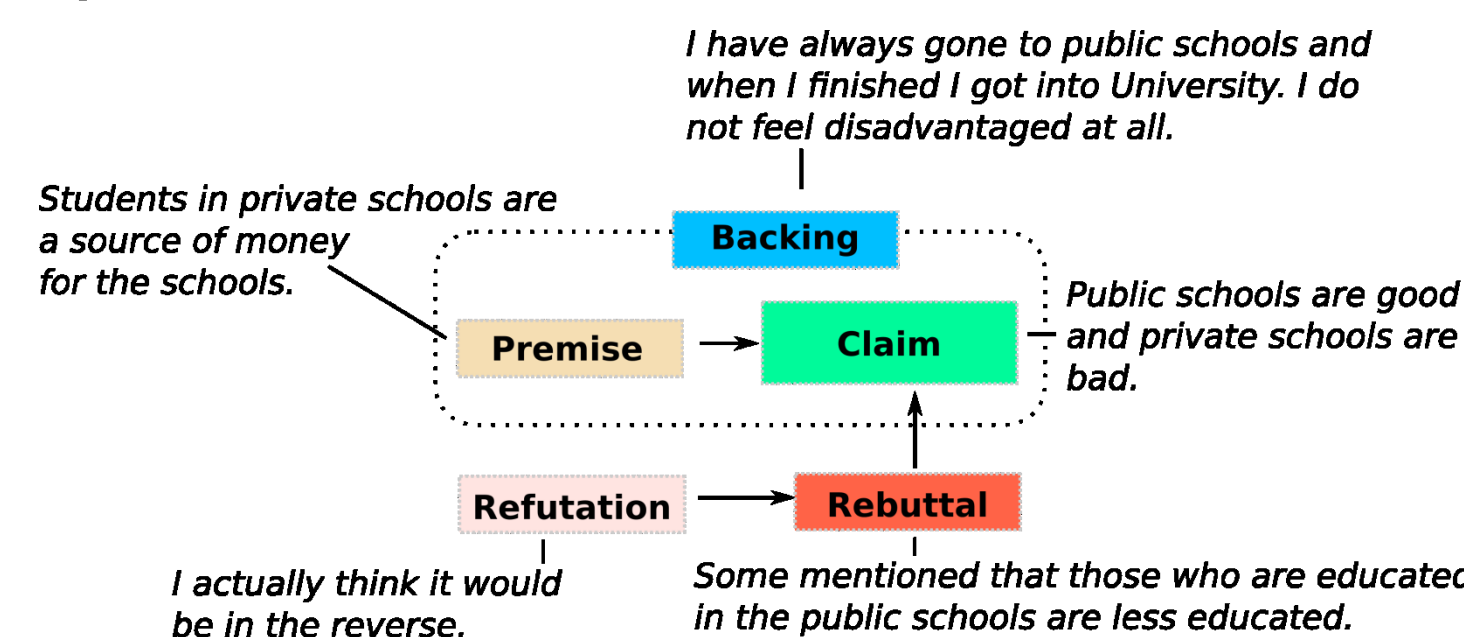 I have always gone to public schools and
when I finished I got into University. I do
not feel disadvantaged at all.
Students in private schools are
a source of money
for the schools.
Backing
Public schools are good
and private schools are
bad.
Premise
Claim
Refutation
Rebuttal
I actually think it would
be in the reverse.
Some mentioned that those who are educated
in the public schools are less educated.